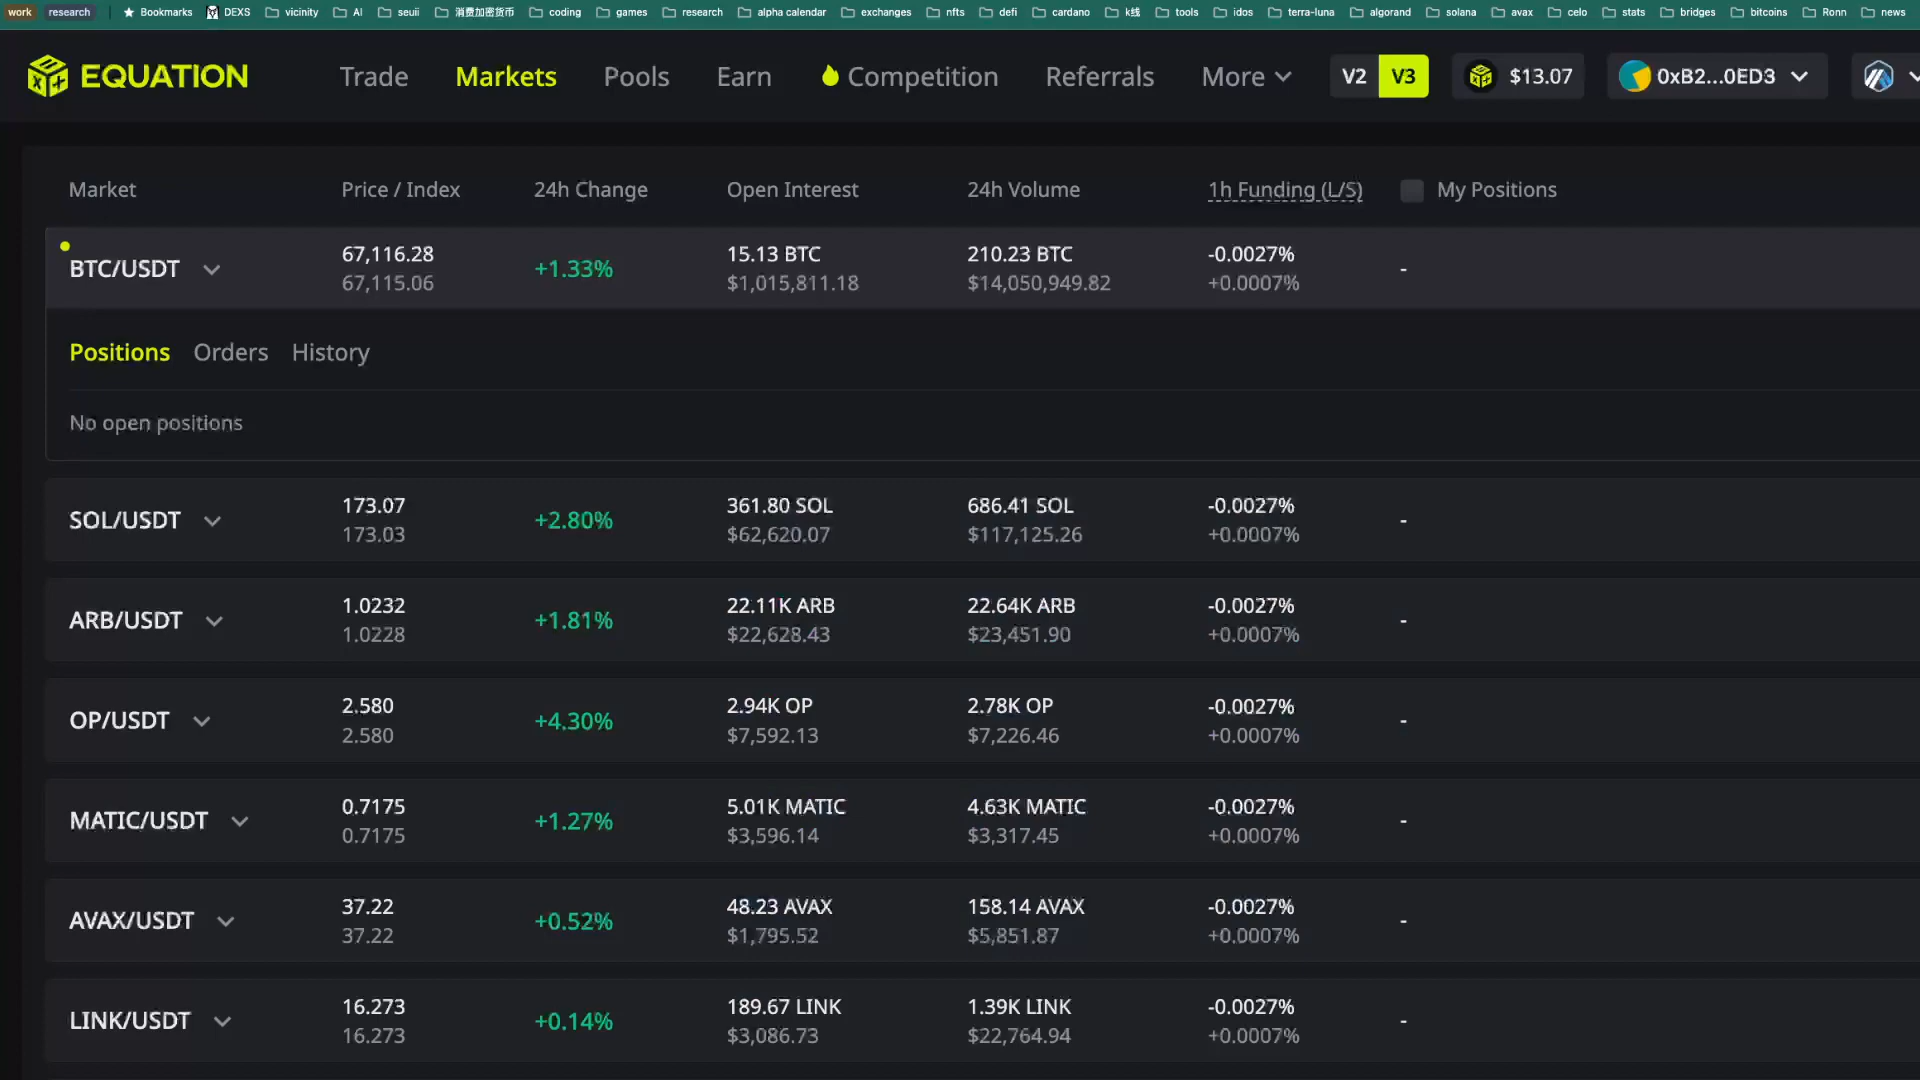 work research Bookmarks DEXS vicinity AI seuii 消费加密货币 coding games research alpha calendar exchanges nfts defi cardano k线 tools idos terra-luna algorand solana avax celo stats bridges bitcoins Ronn news
EQUATION Trade Markets Pools Earn Competition Referrals More V2 V3 $13.07 0xB2...0ED3
Market Price / Index 24h Change Open Interest 24h Volume 1h Funding (L/S) My Positions
67,116.28 15.13 BTC 210.23 BTC -0.0027%
BTC/USDT +1.33% -
67,115.06 $1,015,811.18 $14,050,949.82 +0.0007%
Positions Orders History
No open positions
173.07 361.80 SOL 686.41 SOL -0.0027%
SOL/USDT +2.80% -
173.03 $62,620.07 $117,125.26 +0.0007%
1.0232 22.11K ARB 22.64K ARB -0.0027%
ARB/USDT +1.81% -
1.0228 $22,628.43 $23,451.90 +0.0007%
2.580 2.94K OP 2.78K OP -0.0027%
OP/USDT +4.30% -
2.580 $7,592.13 $7,226.46 +0.0007%
0.7175 5.01K MATIC 4.63K MATIC -0.0027%
MATIC/USDT +1.27% -
0.7175 $3,596.14 $3,317.45 +0.0007%
37.22 48.23 AVAX 158.14 AVAX -0.0027%
AVAX/USDT +0.52% -
37.22 $1,795.52 $5,851.87 +0.0007%
16.273 189.67 LINK 1.39K LINK -0.0027%
LINK/USDT +0.14% -
16.273 $3,086.73 $22,764.94 +0.0007%